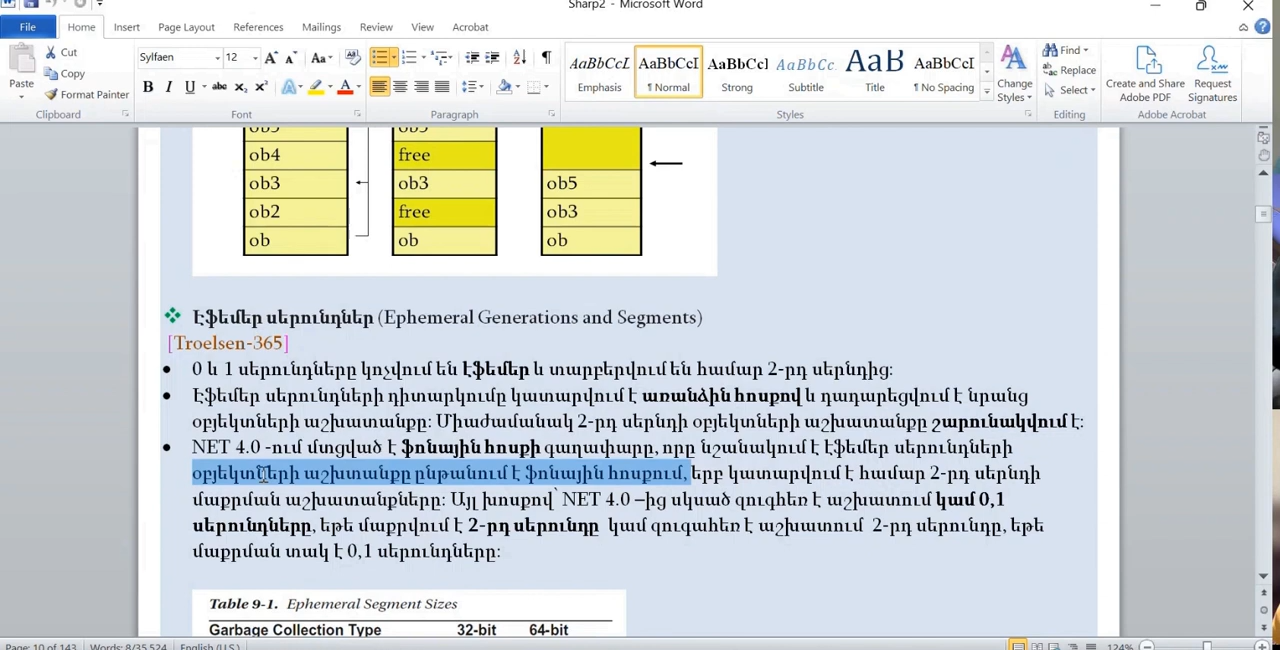 Sharp2 - Microsoft Word
File Home Insert Page Layout References Mailings Review View Acrobat
Cut
Copy
Format Painter
Paste
Clipboard
Sylfaen 12
Font
Paragraph
AaBbCcL AaBbCcI AaBbCcl AaBbCc. AaB AaBbCcI
Emphasis ¶ Normal Strong Subtitle Title ¶ No Spacing
Change Styles
Styles
Find
Replace
Select
Editing
Create and Share Adobe PDF
Request Signatures
Adobe Acrobat
ob4 free
ob3 ob3 ob5
ob2 free ob3
ob ob ob
Էֆեմեր սերունդներ (Ephemeral Generations and Segments)
[Troelsen-365]
• 0 և 1 սերունդները կոչվում են էֆեմեր և տարբերվում են համար 2-րդ սերնդից:
• Էֆեմեր սերունդների դիտարկումը կատարվում է առանձին հոսքով և դադարեցվում է նրանց
օբյեկտների աշխատանքը: Միաժամանակ 2-րդ սերնդի օբյեկտների աշխատանքը շարունակվում է:
• NET 4.0 -ում մտցված է ֆոնային հոսքի գաղափարը, որը նշանակում է էֆեմեր սերունդների
օբյեկտների աշխատանքը ընթանում է ֆոնային հոսքում, երբ կատարվում է համար 2-րդ սերնդի
մաքրման աշխատանքները: Այլ խոսքով՝ NET 4.0 –ից սկսած զուգհեռ է աշխատում կամ 0,1
սերունդները, եթե մաքրվում է 2-րդ սերունդը կամ զուգահեռ է աշխատում 2-րդ սերունդը, եթե
մաքրման տակ է 0,1 սերունդները:
Table 9-1. Ephemeral Segment Sizes
Garbage Collection Type 32-bit 64-bit
Page: 10 of 143 Words: 8/35,524 English (U.S.) 124%